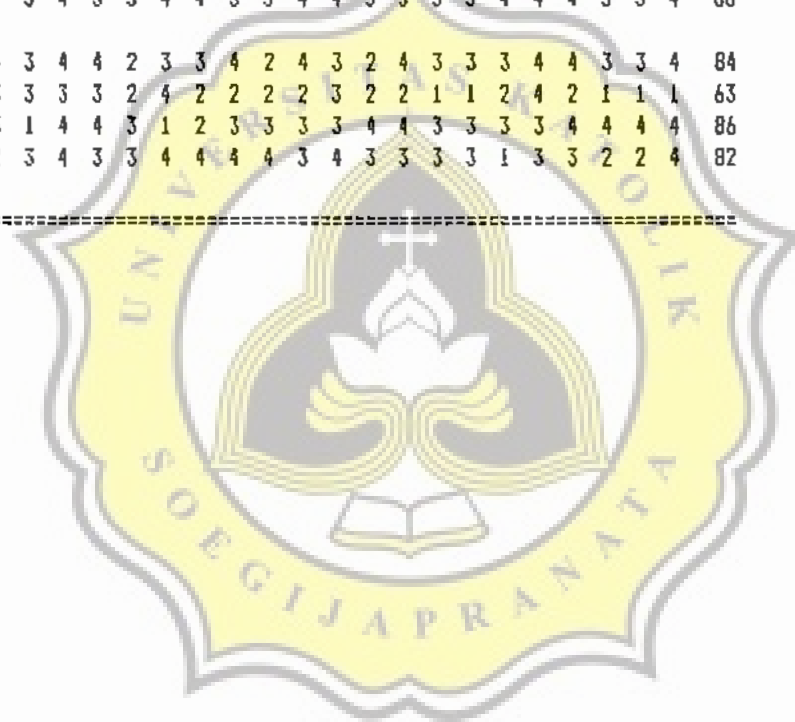 3 4 4 2 3 3 4 2 4 3 2 4 3 3 3 4 4 3 3 4 84
3 3 3 2 4 2 2 2 2 3 2 2 1 1 2 4 2 1 1 1 63
1 4 4 3 1 2 3 3 3 3 4 4 3 3 3 3 4 4 4 4 86
3 4 3 3 4 4 4 4 3 4 3 3 3 3 1 3 3 2 2 4 82
UNIVERSITAS KATOLIK
SOEGIJAPRANATA